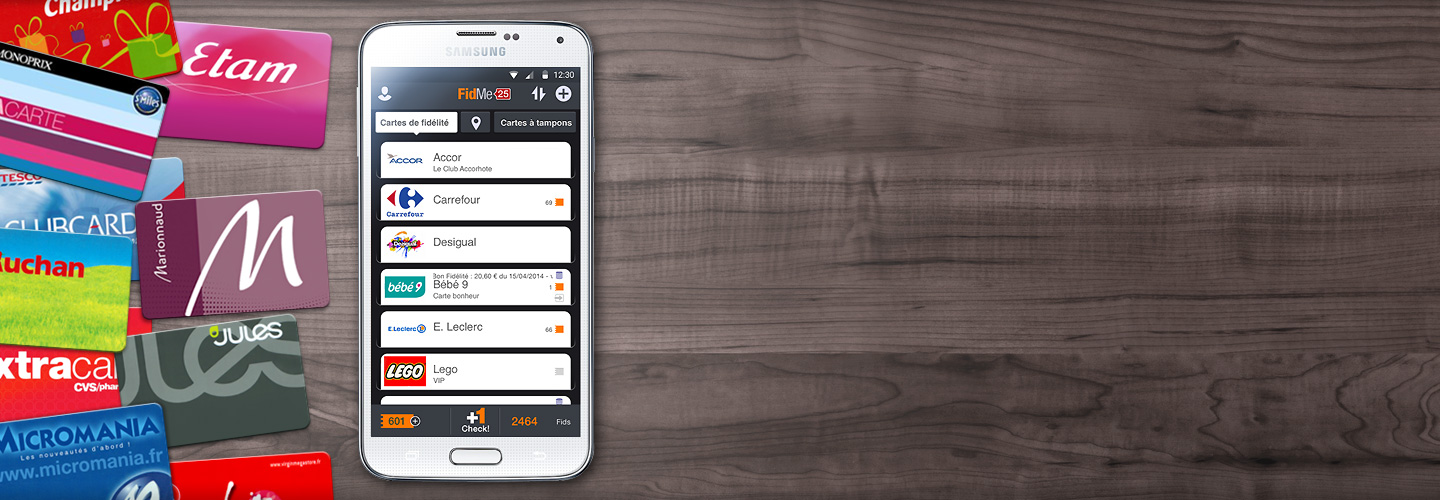 Champi
Etam
MONOPRIX
S'Miles
ACARTE
TESCO
CLUBCARD
Marionnaud
M
uchan
JULES
xtraca
CVS/phar
MICROMANIA
Les nouveautés d'abord !
www.micromania.fr
www.virginmegastore.fr
SAMSUNG
12:30
FidMe 25
Cartes de fidélité
Cartes à tampons
ACCOR
Accor
Le Club Accorhote
Carrefour
Carrefour
69
Desigual
Desigual
Bon Fidélité : 20,60 € du 15/04/2014 -
bébé 9
Bébé 9
1
Carte bonheur
E.Leclerc
E. Leclerc
66
LEGO
Lego
VIP
601
+1
Check!
2464
Fids